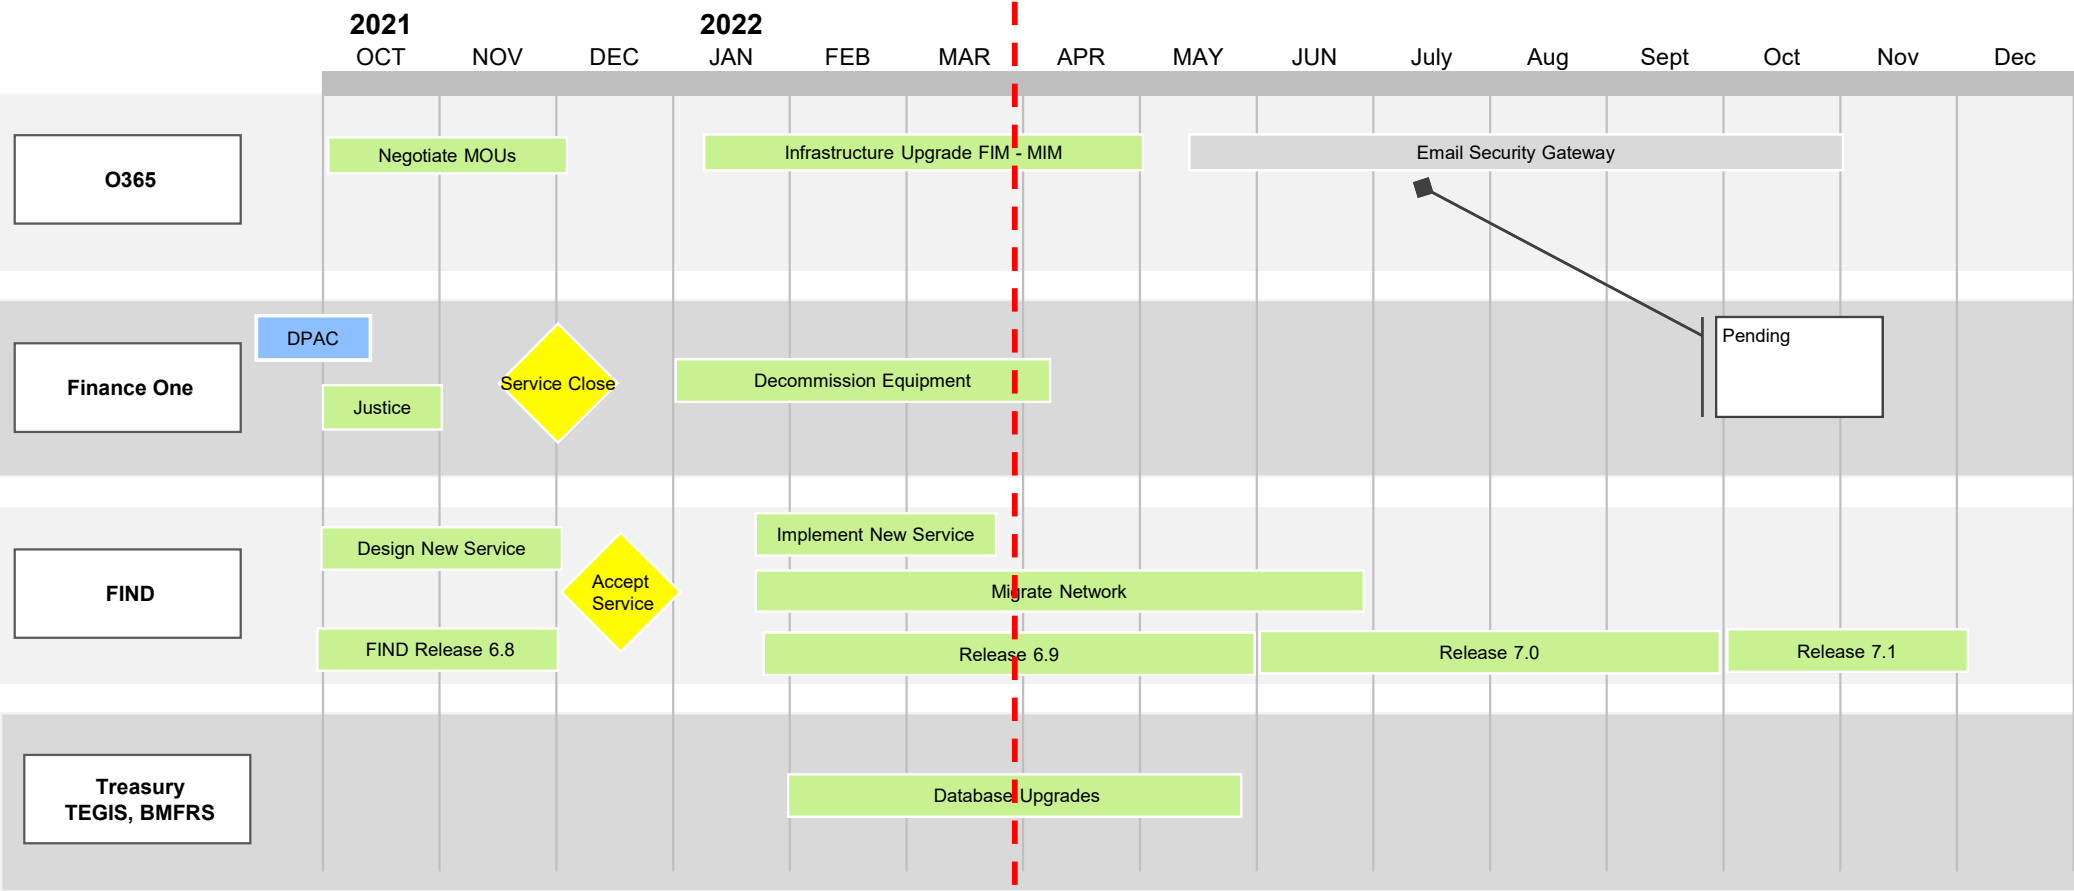 2021
2022
OCT
NOV
DEC
JAN
FEB
MAR
APR
MAY
JUN
July
Aug
Sept
Oct
Nov
Dec
O365
Negotiate MOUs
Infrastructure Upgrade FIM - MIM
Email Security Gateway
Finance One
DPAC
Justice
Service Close
Decommission Equipment
Pending
FIND
Design New Service
FIND Release 6.8
Accept
Service
Implement New Service
Migrate Network
Release 6.9
Release 7.0
Release 7.1
Treasury
TEGIS, BMFRS
Database Upgrades